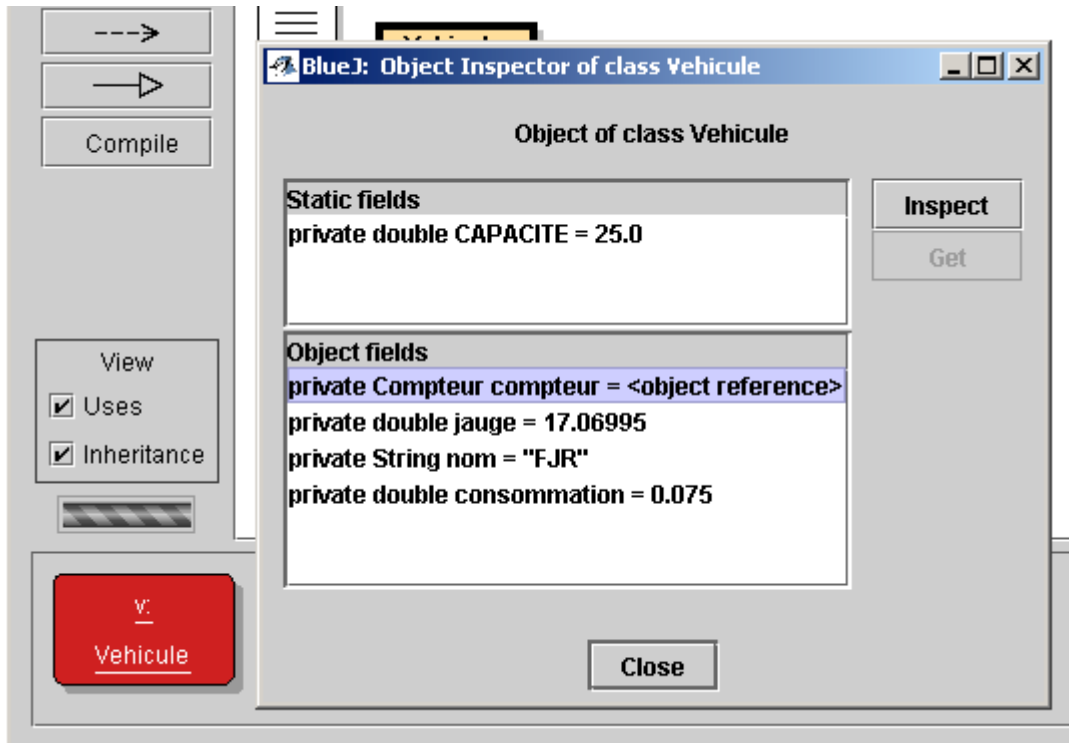 BlueJ: Object Inspector of class Vehicule
Compile
Object of class Vehicule
Static fields
private double CAPACITE = 25.0
Inspect
Get
Object fields
private Compteur compteur = <object reference>
private double jauge = 17.06995
private String nom = "FJR"
private double consommation = 0.075
View
Uses
Inheritance
v:
Vehicule
Close